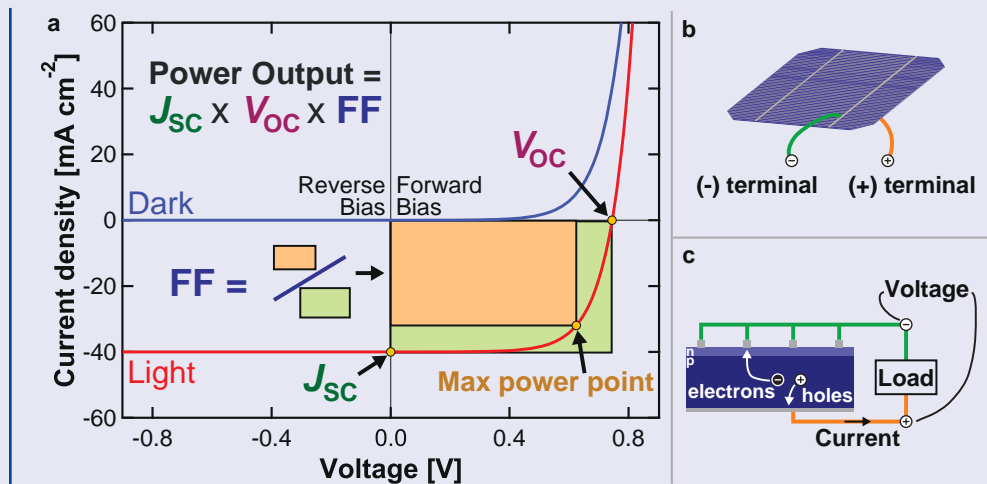 a
Current density [mA cm-2]
60
40
20
0
-20
-40
-60
Power Output =
JSC x VOC x FF
VOC
Reverse Bias
Forward Bias
Dark
FF =
Light
JSC
Max power point
-0.8
-0.4
0.0
0.4
0.8
Voltage [V]
b
−
+
(-) terminal
(+) terminal
c
Voltage
−
n
p
Load
electrons
−
+
holes
+
Current